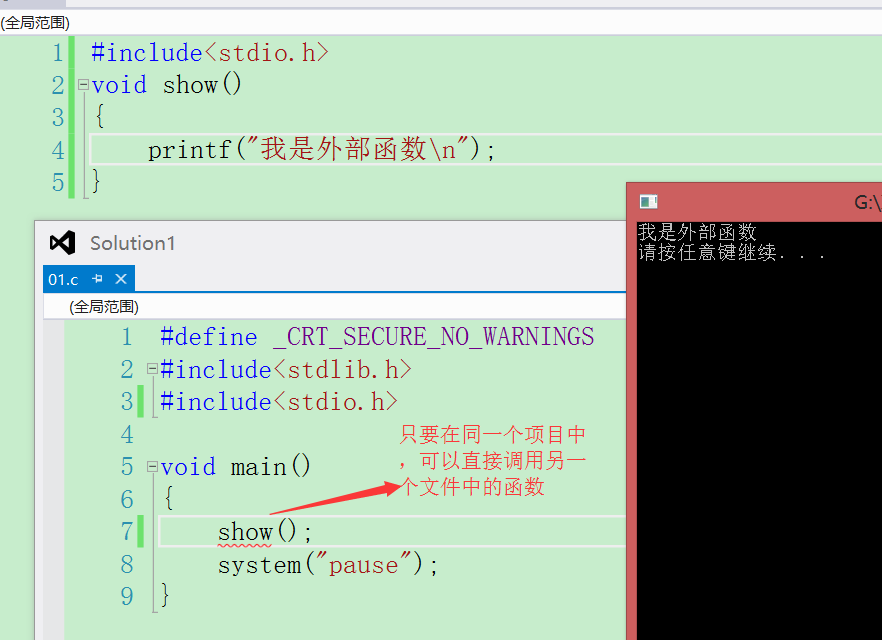 (全局范围)
1 #include<stdio.h>
2 void show()
3 {
4 printf("我是外部函数\n");
5 }
Solution1
01.c
(全局范围)
1 #define _CRT_SECURE_NO_WARNINGS
2 #include<stdlib.h>
3 #include<stdio.h>
4
5 void main()
6 {
7 show();
8 system("pause");
9 }
只要在同一个项目中
，可以直接调用另一
个文件中的函数
G:\
我是外部函数
请按任意键继续. . .